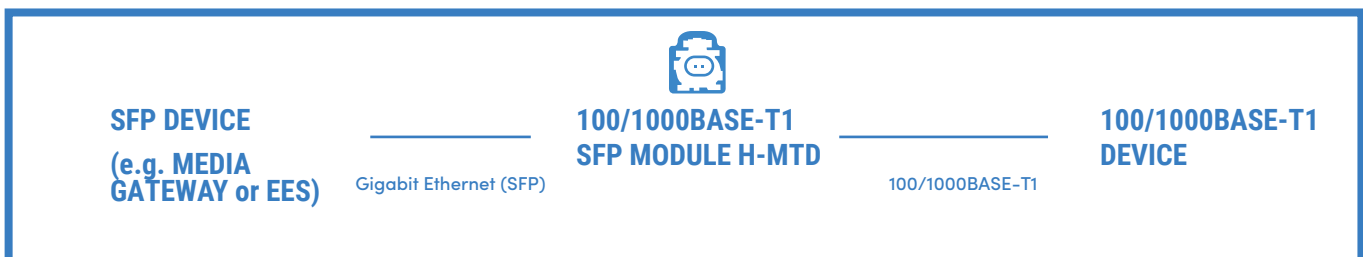 SFP DEVICE
(e.g. MEDIA
GATEWAY or EES)
Gigabit Ethernet (SFP)
100/1000BASE-T1
SFP MODULE H-MTD
100/1000BASE-T1
100/1000BASE-T1
DEVICE